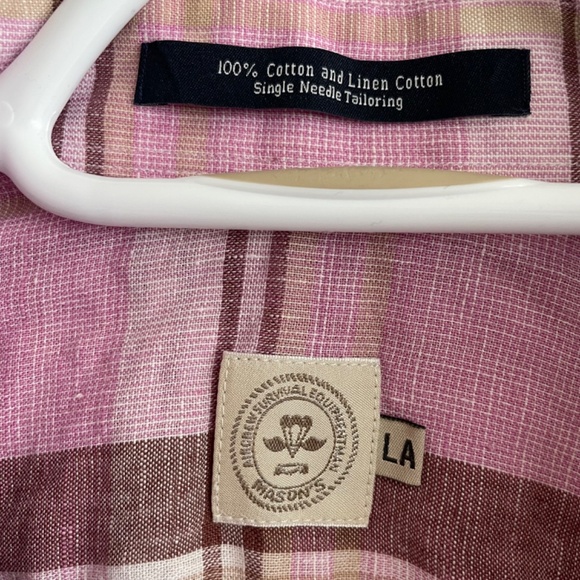 100% Cotton and Linen Cotton
Single Needle Tailoring
AIRCREW SURVIVAL EQUIPMENTMAN
MASON'S
LA